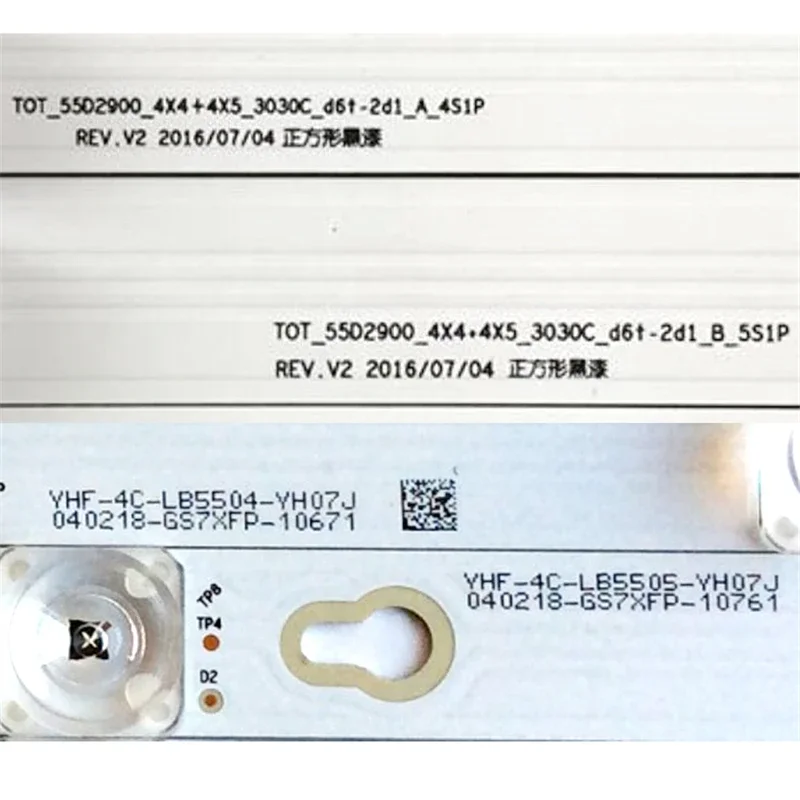 TOT_55D2900_4X4+4X5_3030C_d6t-2d1_A_4S1P
REV.V2 2016/07/04 正方形黑漆
TOT_55D2900_4X4+4X5_3030C_d6t-2d1_B_5S1P
REV.V2 2016/07/04 正方形黑漆
P
YHF-4C-LB5504-YH07J
040218-GS7XFP-10671
YHF-4C-LB5505-YH07J
040218-GS7XFP-10761
TP8
TP4
D2